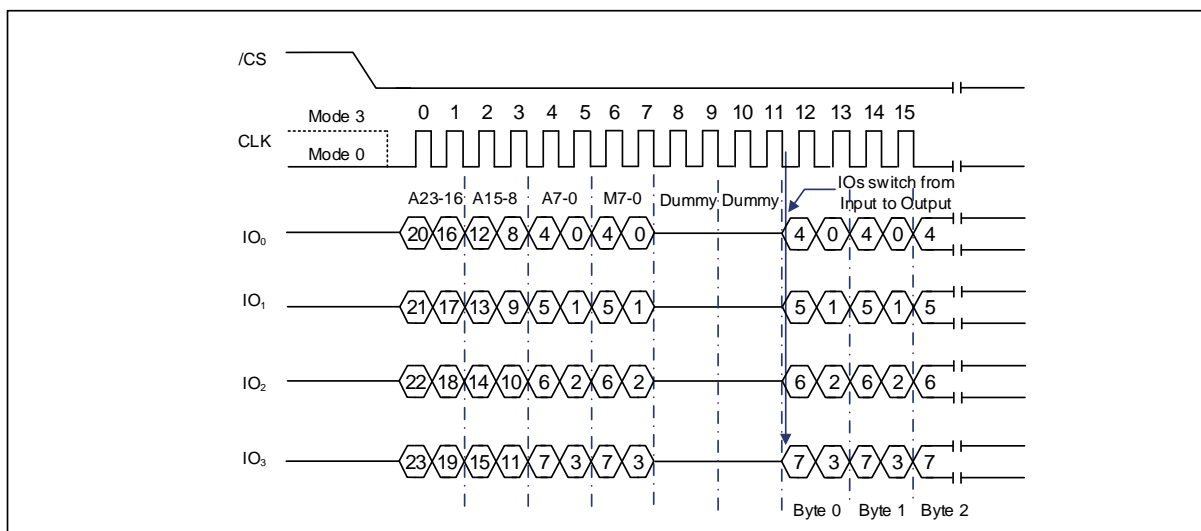 /CS
Mode 3
0 1 2 3 4 5 6 7 8 9 10 11 12 13 14 15
CLK
Mode 0
IOs switch from
A23-16 A15-8 A7-0 M7-0 Dummy Dummy Input to Output
IO0 20 16 12 8 4 0 4 0 4 0 4 0 4
IO1 21 17 13 9 5 1 5 1 5 1 5 1 5
IO2 22 18 14 10 6 2 6 2 6 2 6 2 6
IO3 23 19 15 11 7 3 7 3 7 3 7 3 7
Byte 0 Byte 1 Byte 2